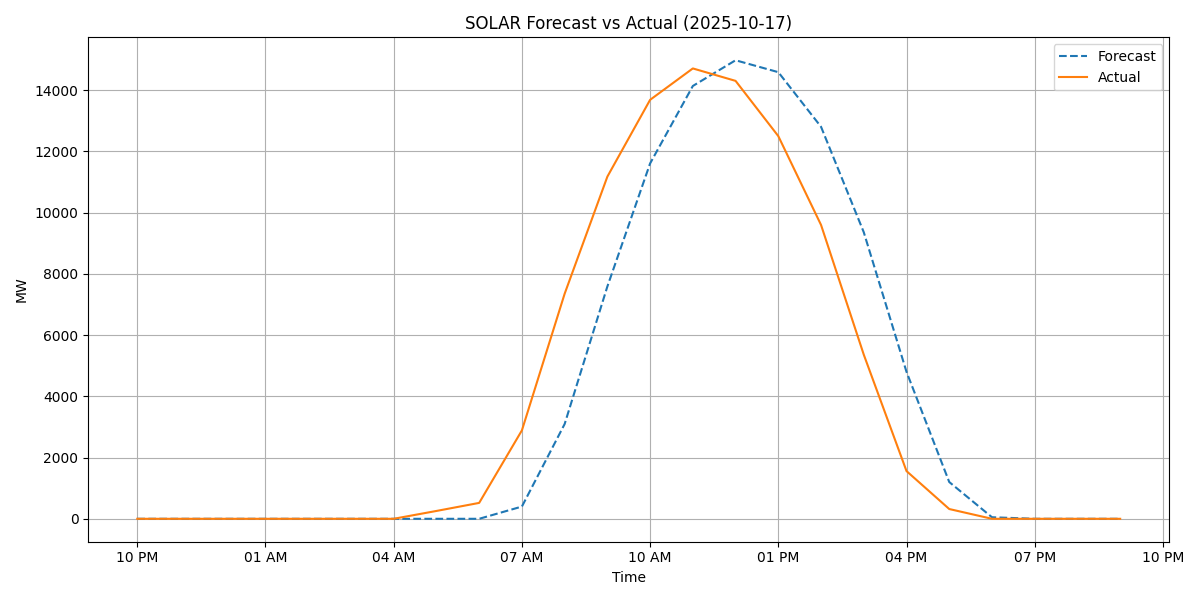 SOLAR Forecast vs Actual (2025-10-17)
Forecast
Actual
14000
12000
10000
8000
6000
4000
2000
0
MW
10 PM 01 AM 04 AM 07 AM 10 AM 01 PM 04 PM 07 PM 10 PM
Time